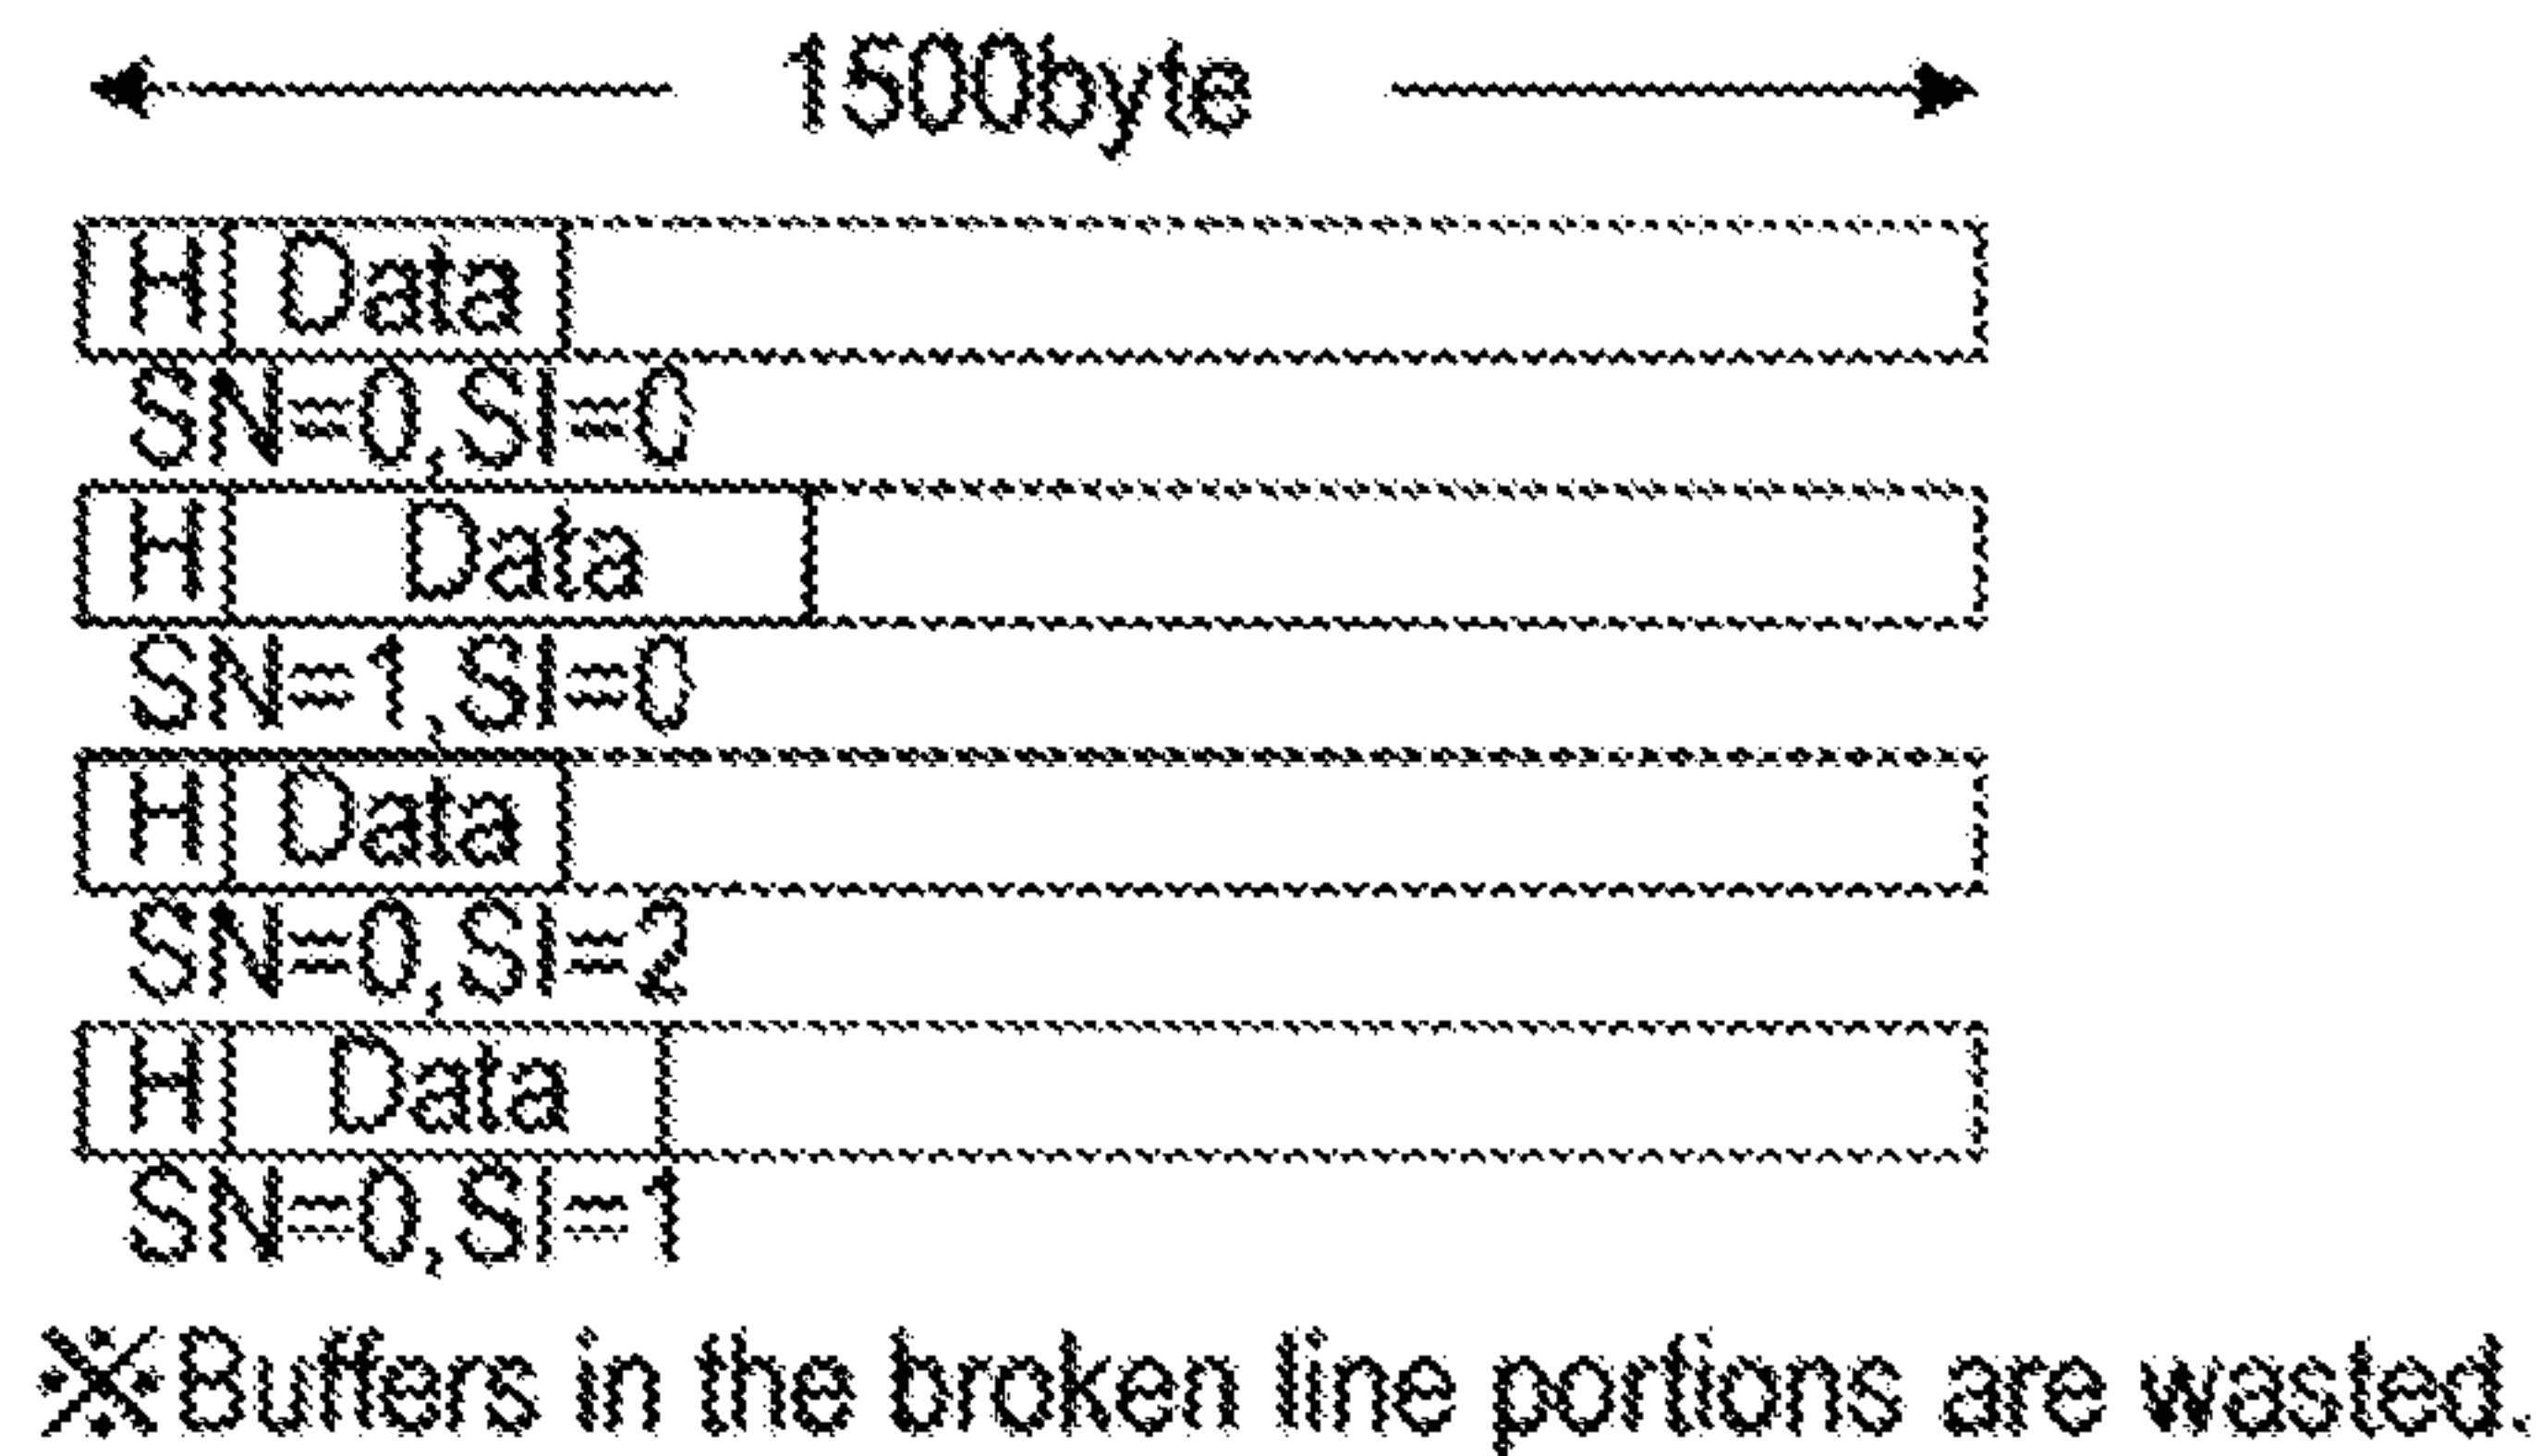 1500byte
H Data
SN=0,SI=0
H Data
SN=1,SI=0
H Data
SN=0,SI=2
H Data
SN=0,SI=1
※Buffers in the broken line portions are wasted.